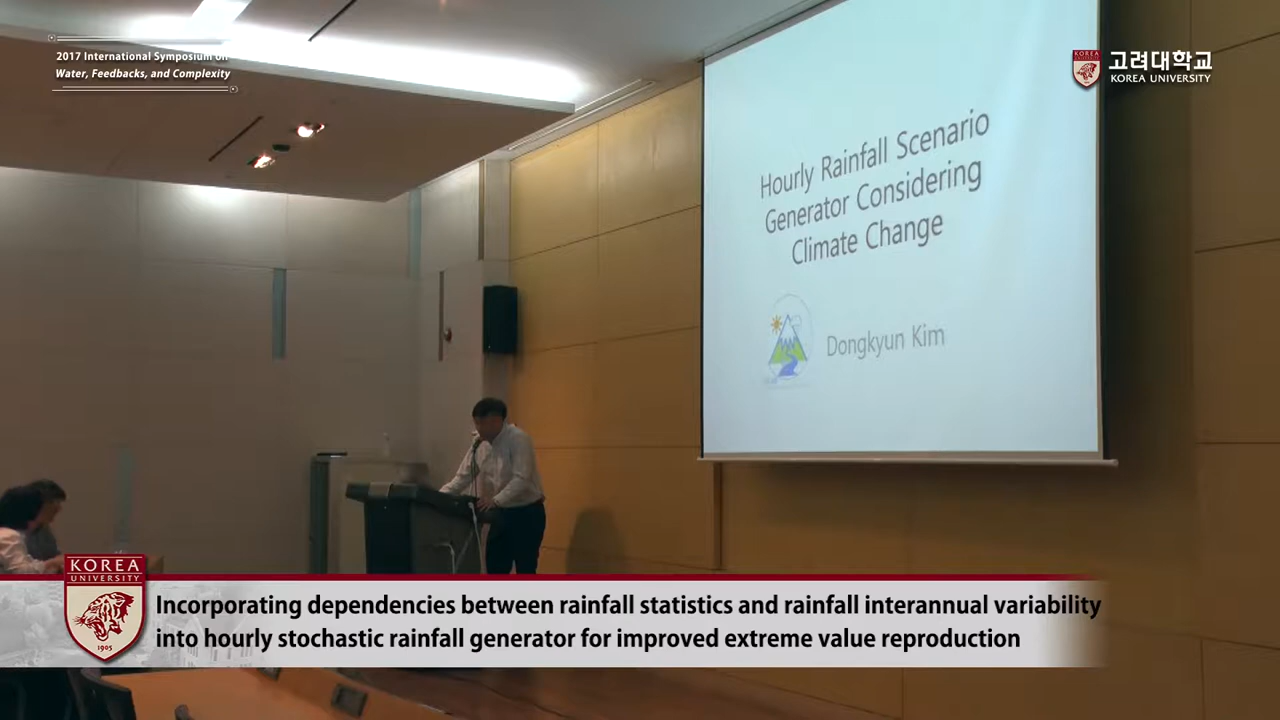 2017 International Symposium on
Water, Feedbacks, and Complexity
KOREA
고려대학교
KOREA UNIVERSITY
Hourly Rainfall Scenario
Generator Considering
Climate Change
Dongkyun Kim
KOREA
UNIVERSITY
1905
Incorporating dependencies between rainfall statistics and rainfall interannual variability
into hourly stochastic rainfall generator for improved extreme value reproduction